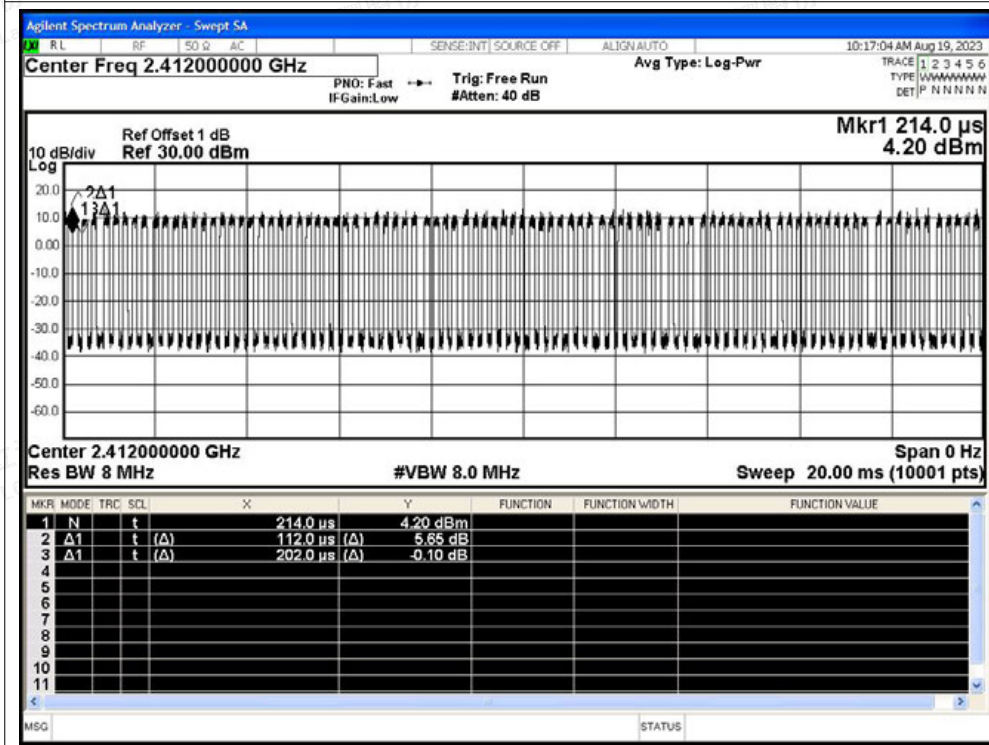 Agilent Spectrum Analyzer - Swept SA
RL RF 50 Ω AC SENSE:INT SOURCE OFF ALIGN AUTO 10:17:04 AM Aug 19, 2023
Center Freq 2.412000000 GHz
PNO: Fast
IFGain:Low
Trig: Free Run
#Atten: 40 dB
Avg Type: Log-Pwr
TRACE 1 2 3 4 5 6
TYPE WWWWWW
DET P N N N N N
Mkr1 214.0 µs
4.20 dBm
Ref Offset 1 dB
10 dB/div Ref 30.00 dBm
Log
20.0
10.0
0.00
-10.0
-20.0
-30.0
-40.0
-50.0
-60.0
2Δ1
1 3Δ1
Center 2.412000000 GHz Span 0 Hz
Res BW 8 MHz #VBW 8.0 MHz Sweep 20.00 ms (10001 pts)
MKR MODE TRC SCL X Y FUNCTION FUNCTION WIDTH FUNCTION VALUE
1 N t 214.0 µs 4.20 dBm
2 Δ1 t (Δ) 112.0 µs (Δ) 5.65 dB
3 Δ1 t (Δ) 202.0 µs (Δ) -0.10 dB
4
5
6
7
8
9
10
11
MSG STATUS